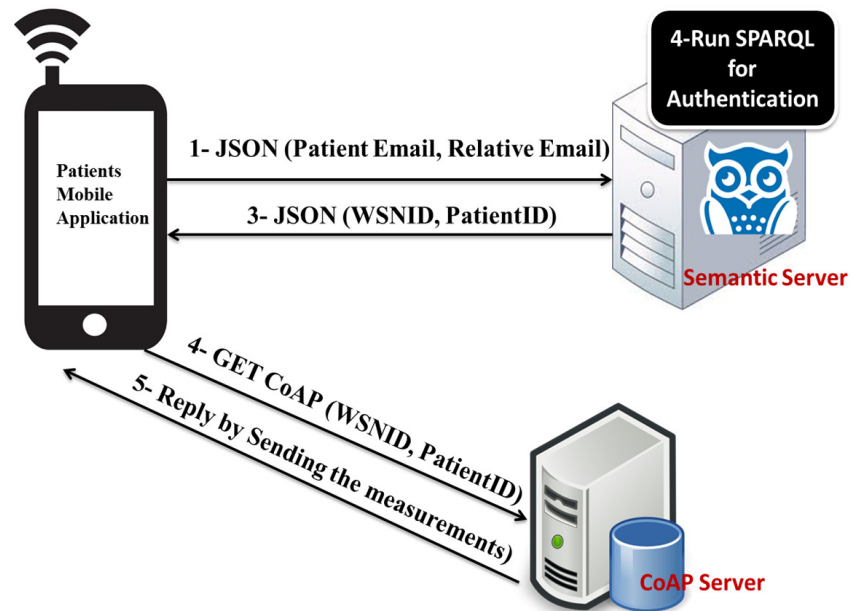 4-Run SPARQL
for
Authentication
1- JSON (Patient Email, Relative Email)
Patients
Mobile
Application
3- JSON (WSNID, PatientID)
Semantic Server
4- GET CoAP (WSNID, PatientID)
5- Reply by Sending the measurements)
CoAP Server